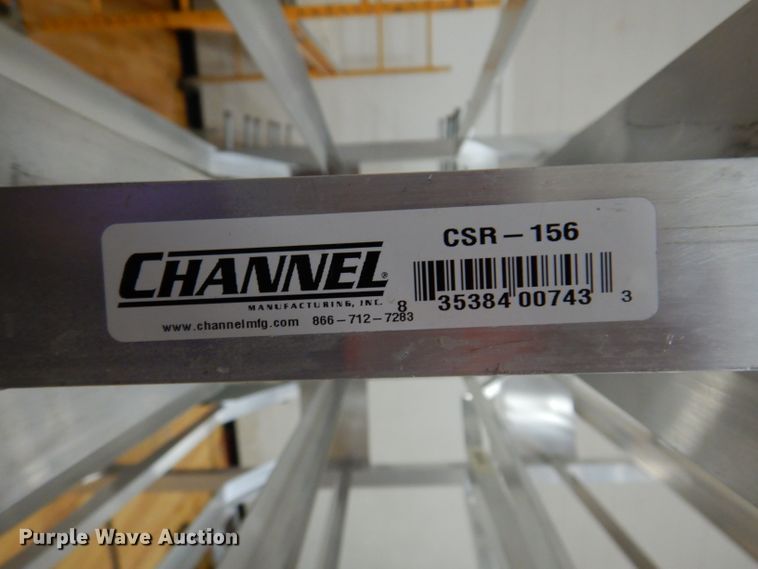 CHANNEL®
MANUFACTURING, INC.
www.channelmfg.com 866-712-7283
CSR-156
8 35384 00743 3
Purple Wave Auction